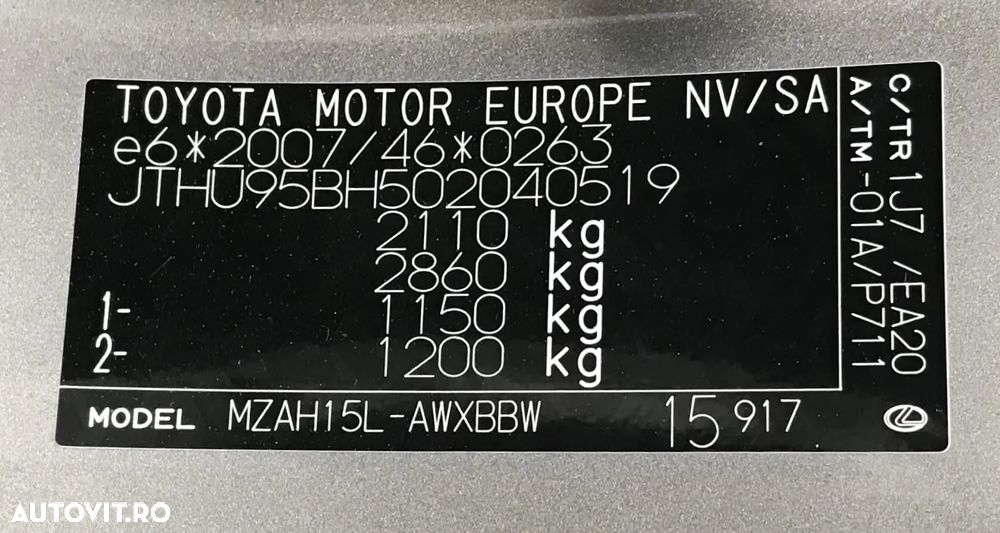 TOYOTA MOTOR EUROPE NV/SA
e6*2007/46*0263
JTHU95BH502040519
2110 kg
2860 kg
1- 1150 kg
2- 1200 kg
MODEL MZAH15L-AWXBBW 15 917
C/TR 1J7 /EA20
A/TM -01A/P711
AUTOVIT.RO